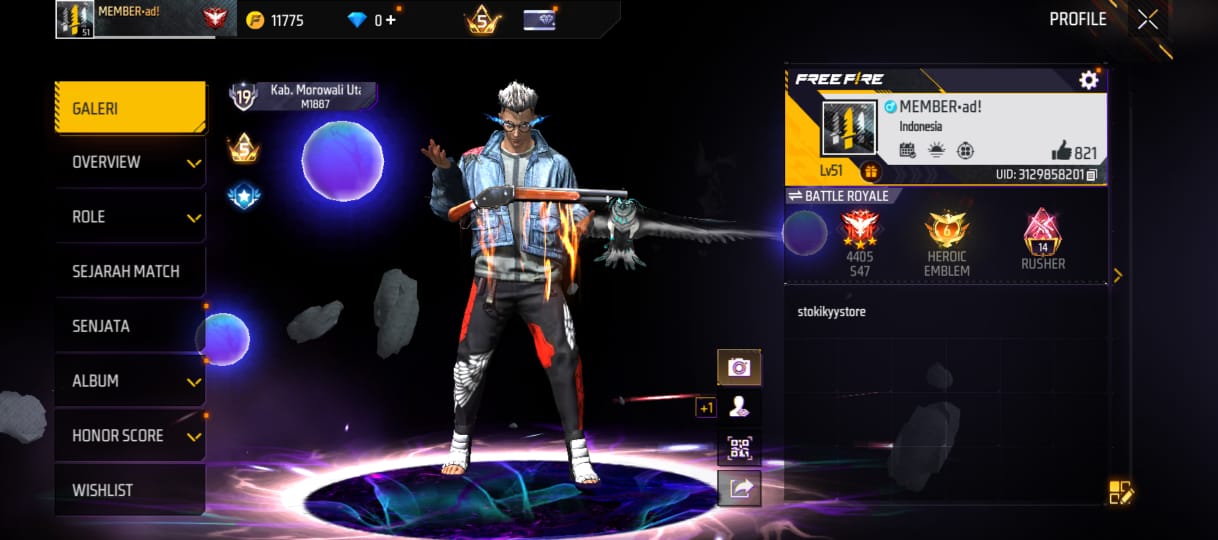 MEMBER•ad!
51
11775
0 +
5
PROFILE
GALERI
OVERVIEW
ROLE
SEJARAH MATCH
SENJATA
ALBUM
HONOR SCORE
WISHLIST
19
Kab. Morowali Uta
M1887
5
+1
FREE FIRE
MEMBER•ad!
Indonesia
821
Lv51
UID: 3129858201
BATTLE ROYALE
4405
S47
6
HEROIC
EMBLEM
14
RUSHER
stokikyystore